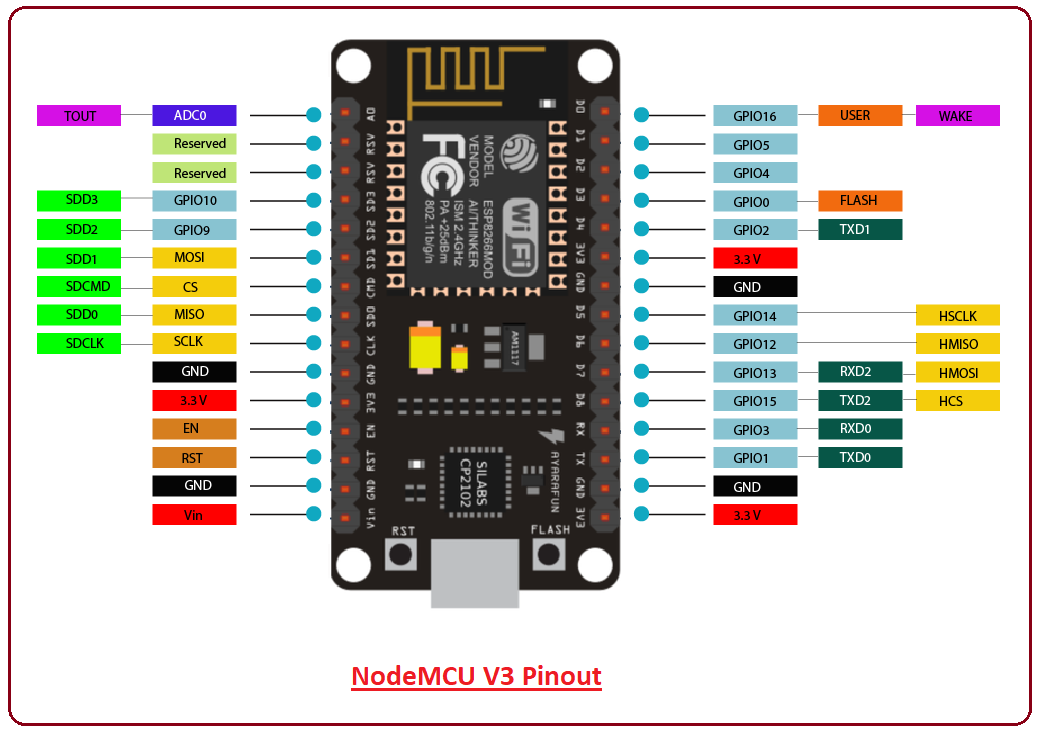 TOUT ADC0
Reserved
Reserved
SDD3 GPIO10
SDD2 GPIO9
SDD1 MOSI
SDCMD CS
SDD0 MISO
SDCLK SCLK
GND
3.3 V
EN
RST
GND
Vin
A0
RSV
RSV
SD3
SD2
SD1
CMD
SD0
CLK
GND
3V3
EN
RST
GND
Vin
MODEL ESP8266MOD
VENDOR AI/THINKER
ISM 2.4GHz
PA +25dBm
802.11b/g/n
FC
WiFi
AM1117
SILABS
CP2102
AYARAFUN
RST
FLASH
D0
D1
D2
D3
D4
3V3
GND
D5
D6
D7
D8
RX
TX
GND
3V3
GPIO16 USER WAKE
GPIO5
GPIO4
GPIO0 FLASH
GPIO2 TXD1
3.3 V
GND
GPIO14 HSCLK
GPIO12 HMISO
GPIO13 RXD2 HMOSI
GPIO15 TXD2 HCS
GPIO3 RXD0
GPIO1 TXD0
GND
3.3 V
NodeMCU V3 Pinout